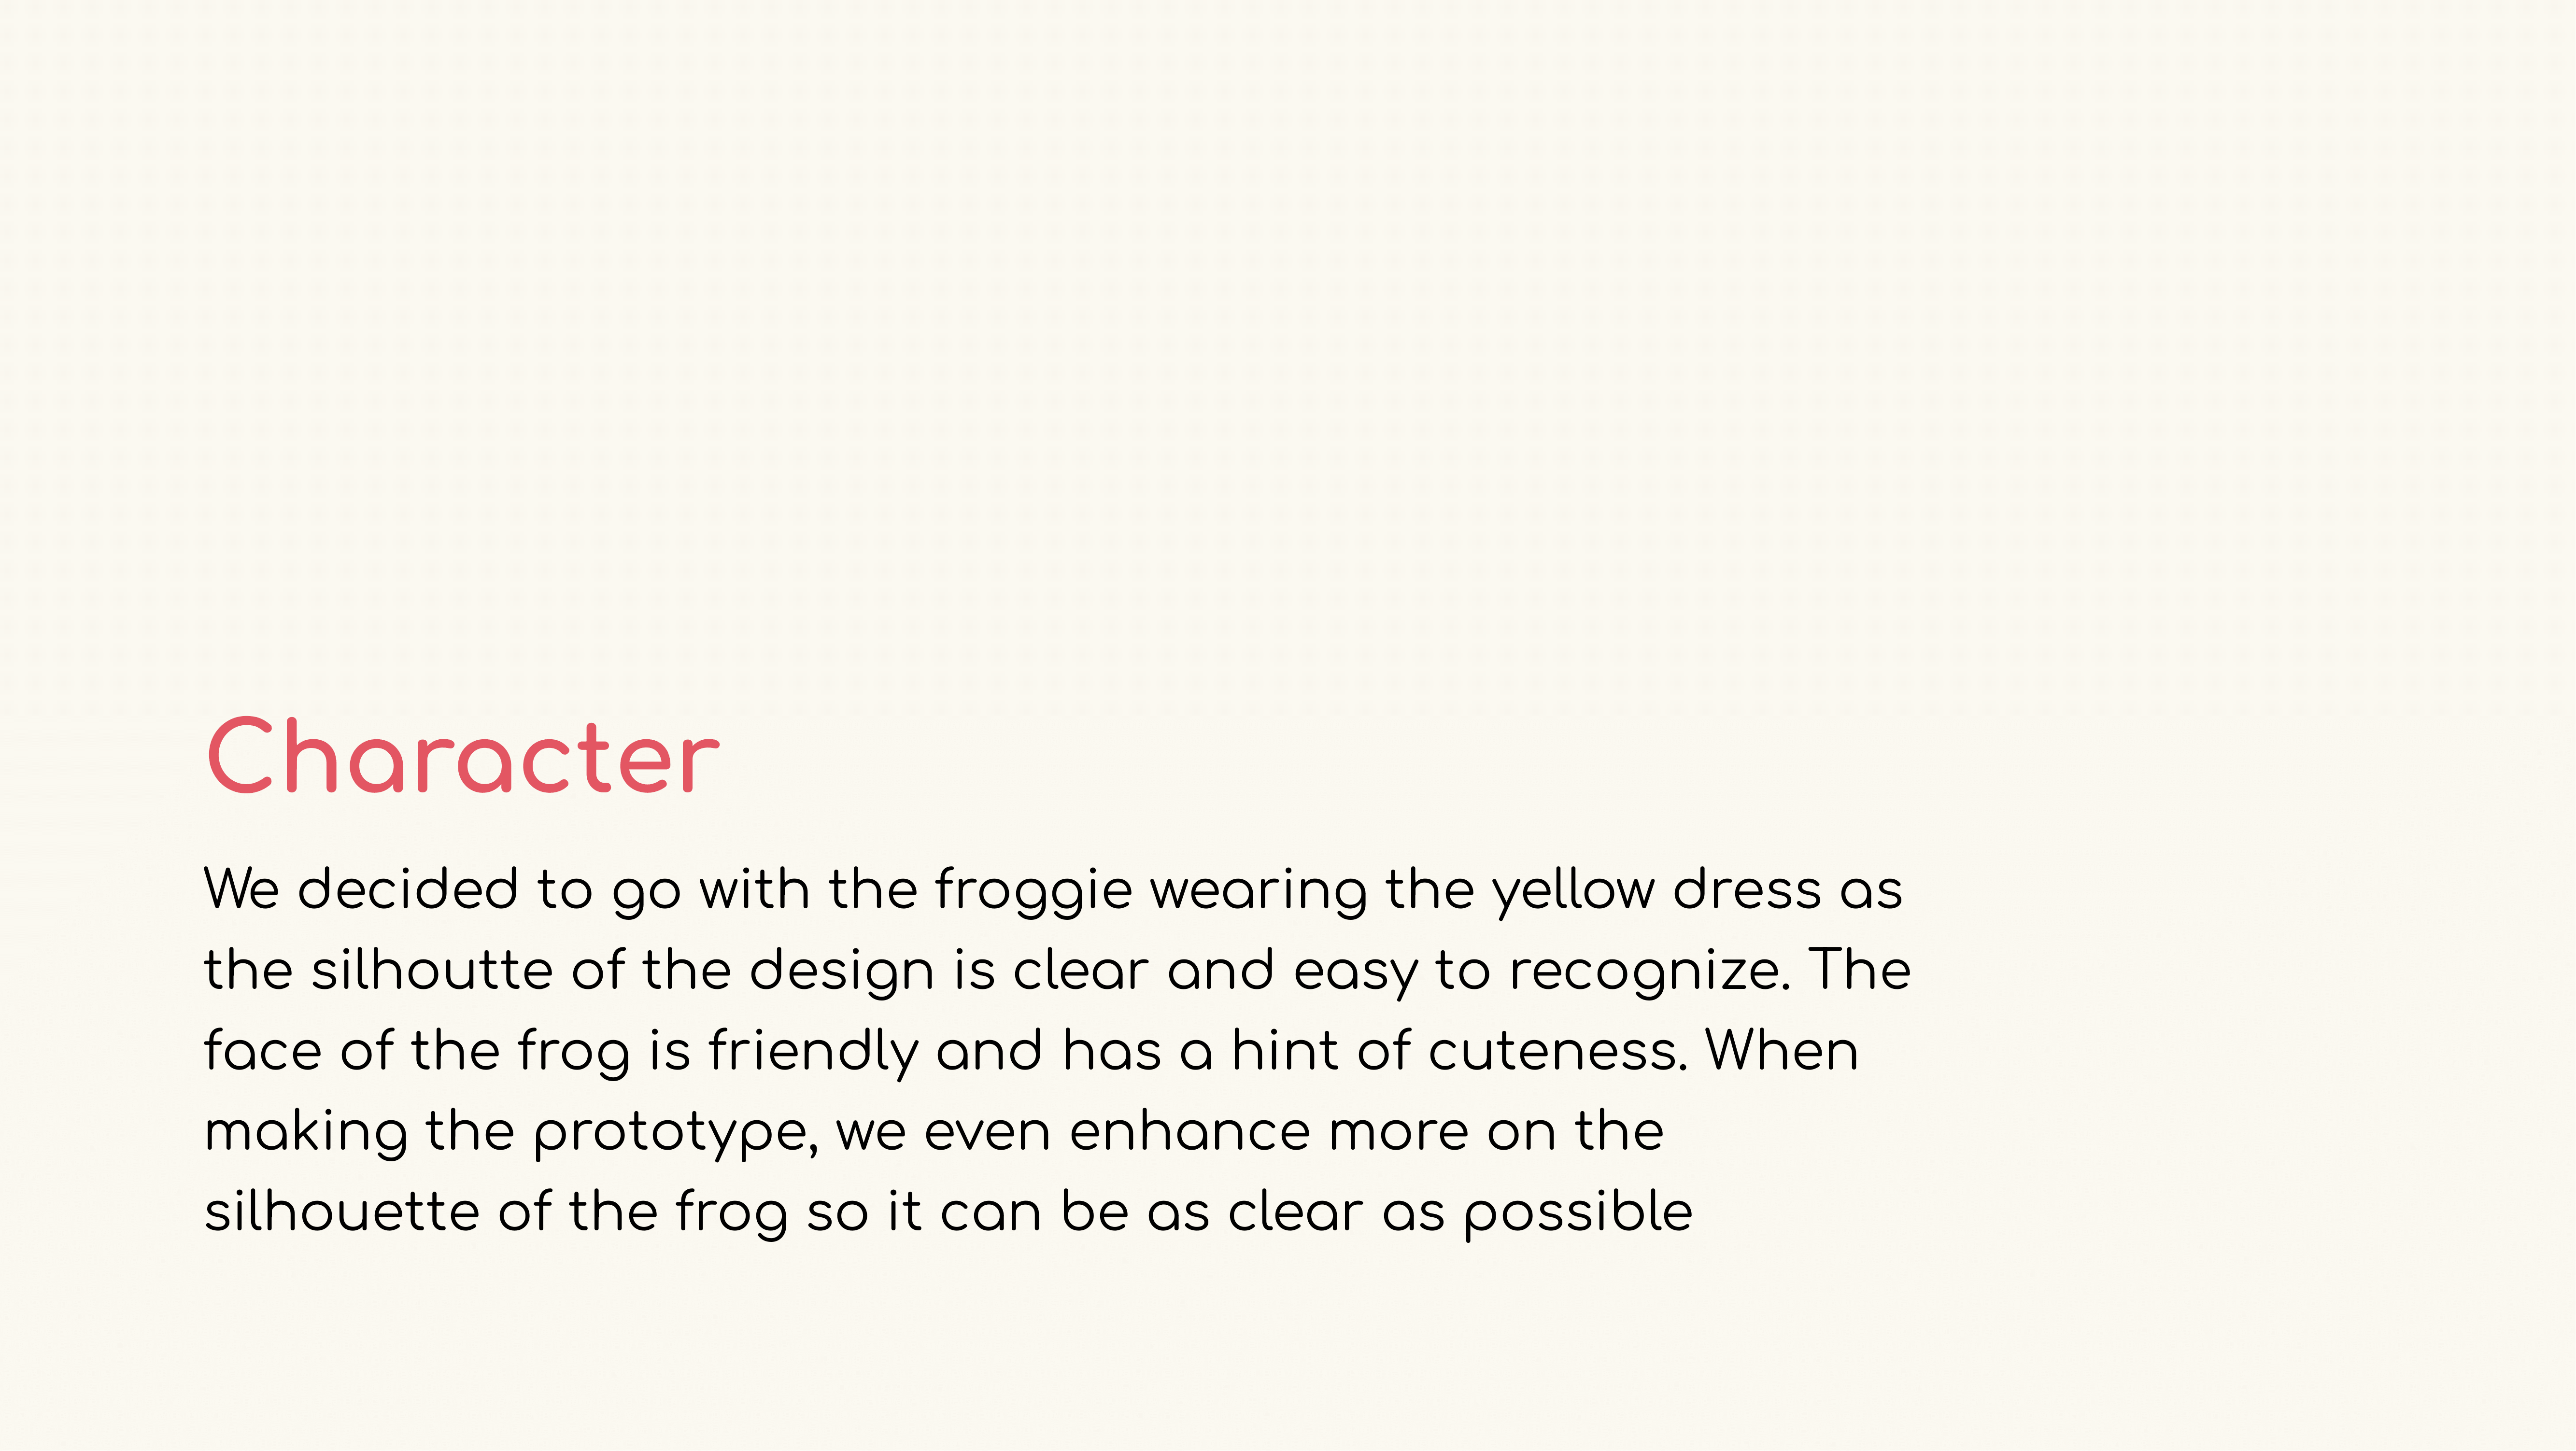 Character
We decided to go with the froggie wearing the yellow dress as
the silhoutte of the design is clear and easy to recognize. The
face of the frog is friendly and has a hint of cuteness. When
making the prototype, we even enhance more on the
silhouette of the frog so it can be as clear as possible